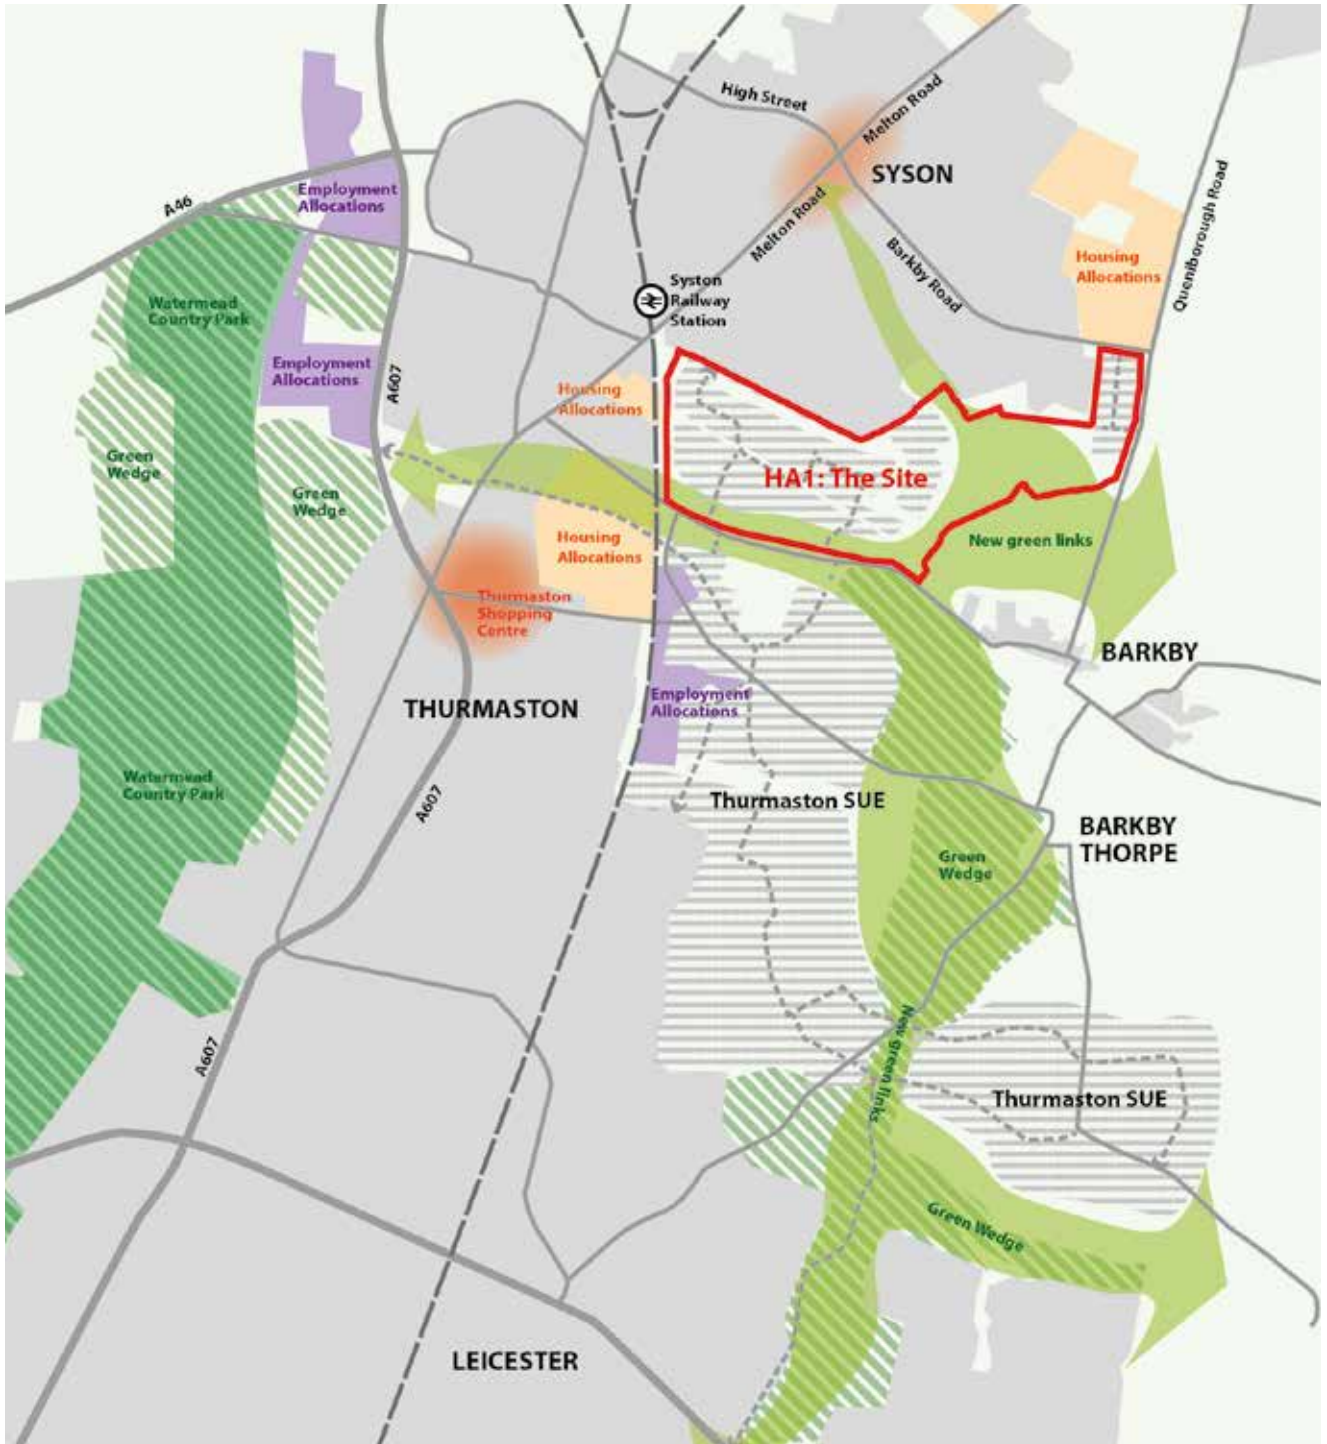 High Street
Melton Road
SYSON
A46
Employment
Allocations
Melton Road
Barkby Road
Queniborough Road
Housing
Allocations
Syston
Railway
Station
Watermead
Country Park
Employment
Allocations
A607
Housing
Allocations
Green
Wedge
Green
Wedge
HA1: The Site
Housing
Allocations
New green links
Thurmaston
Shopping
Centre
BARKBY
THURMASTON
Employment
Allocations
Watermead
Country Park
A607
Thurmaston SUE
BARKBY
THORPE
Green
Wedge
A607
New green links
Thurmaston SUE
Green Wedge
LEICESTER